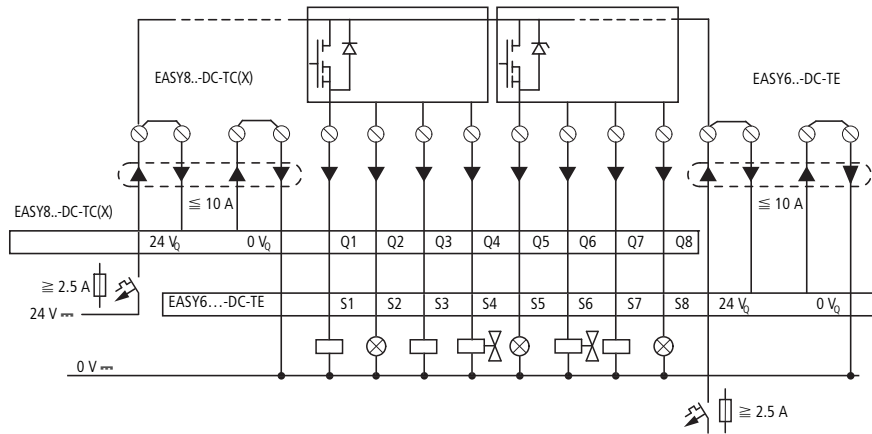 EASY8..-DC-TC(X)
EASY6..-DC-TE
≦ 10 A
≦ 10 A
EASY8..-DC-TC(X)
24 VQ 0 VQ Q1 Q2 Q3 Q4 Q5 Q6 Q7 Q8
≧ 2.5 A
EASY6...-DC-TE S1 S2 S3 S4 S5 S6 S7 S8 24 VQ 0 VQ
24 V
0 V
≧ 2.5 A